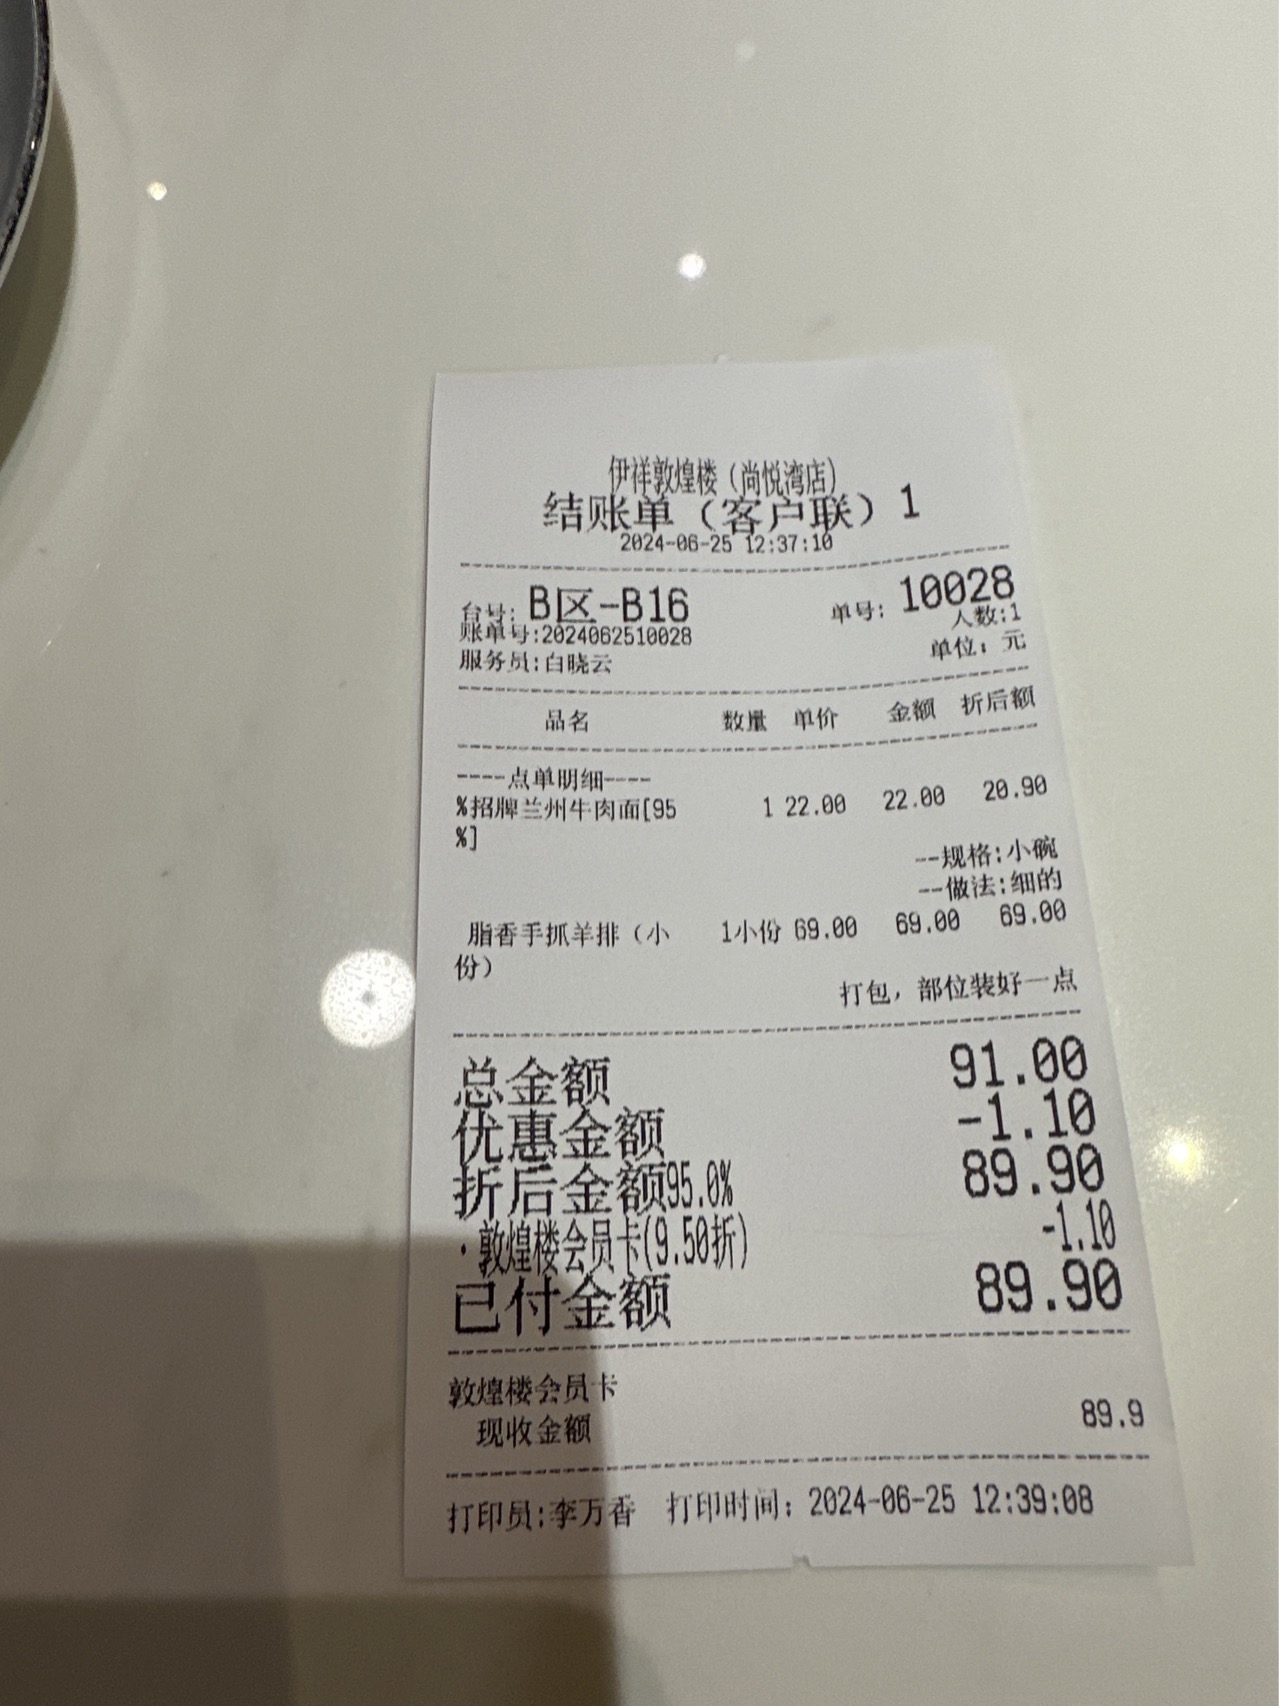 伊祥敦煌楼（尚悦湾店）
结账单（客户联）1
2024-06-25 12:37:10
台号: B区-B16 单号: 10028
账单号:2024062510028 人数:1
服务员:白晓云 单位: 元
品名 数量 单价 金额 折后额
----点单明细----
%招牌兰州牛肉面[95 1 22.00 22.00 20.90
%]
--规格:小碗
--做法:细的
脂香手抓羊排（小 1小份 69.00 69.00 69.00
份）
打包，部位装好一点
总金额 91.00
优惠金额 -1.10
折后金额95.0% 89.90
·敦煌楼会员卡(9.50折) -1.10
已付金额 89.90
敦煌楼会员卡
现收金额 89.9
打印员:李万香 打印时间: 2024-06-25 12:39:08